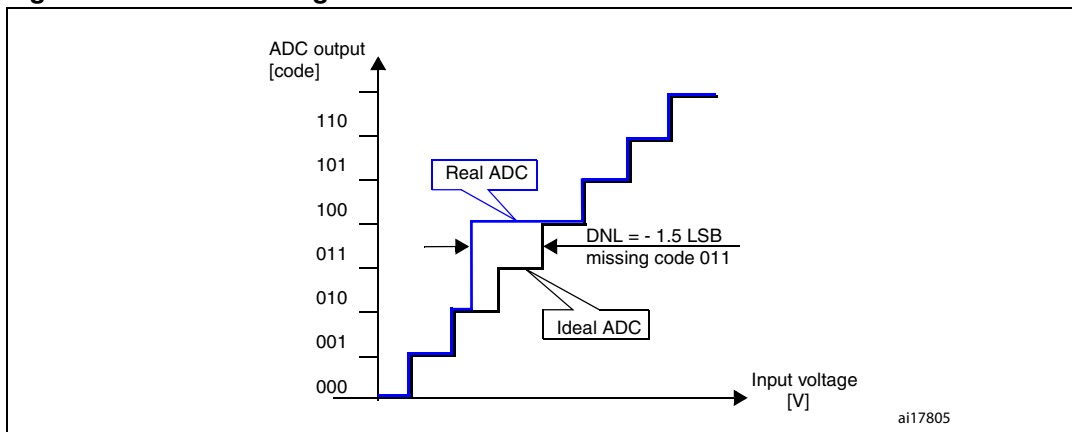 ADC output
[code]
110
101
Real ADC
100
DNL = - 1.5 LSB
missing code 011
011
010
Ideal ADC
001
000
Input voltage
[V]
ai17805